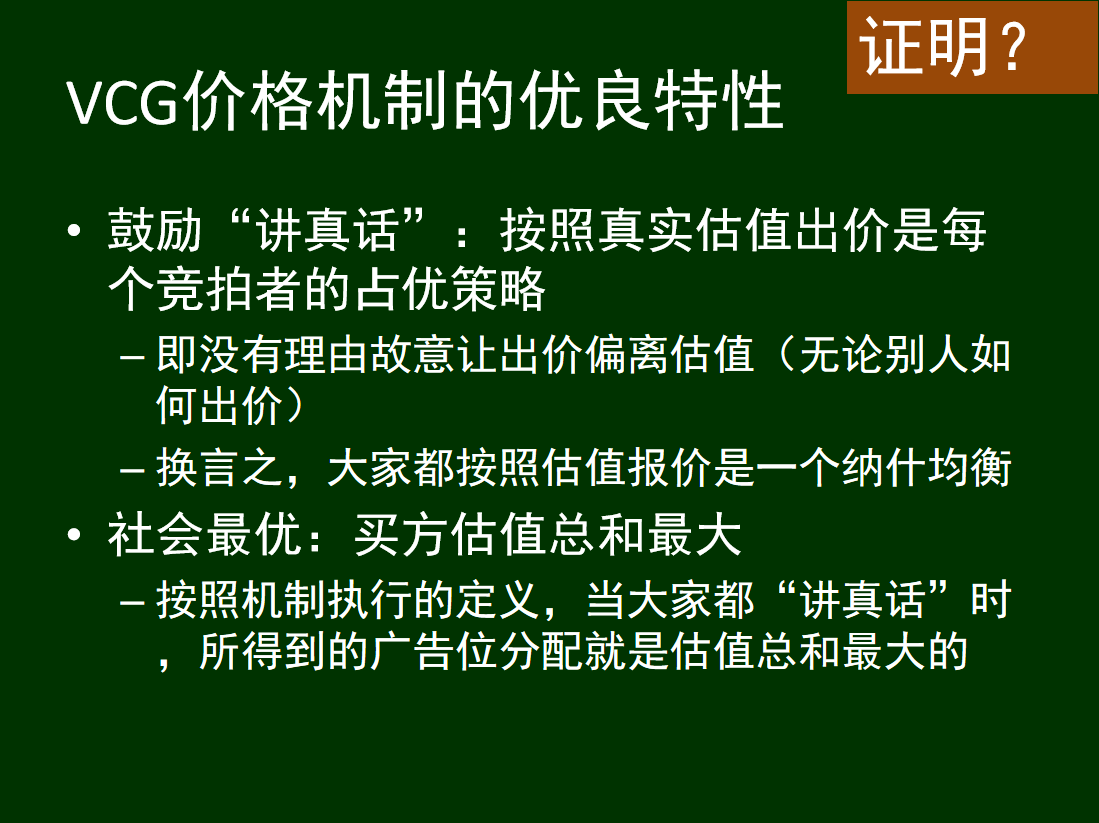 证明？
VCG价格机制的优良特性
• 鼓励“讲真话”：按照真实估值出价是每
个竞拍者的占优策略
– 即没有理由故意让出价偏离估值（无论别人如
何出价）
– 换言之，大家都按照估值报价是一个纳什均衡
• 社会最优：买方估值总和最大
– 按照机制执行的定义，当大家都“讲真话”时
，所得到的广告位分配就是估值总和最大的